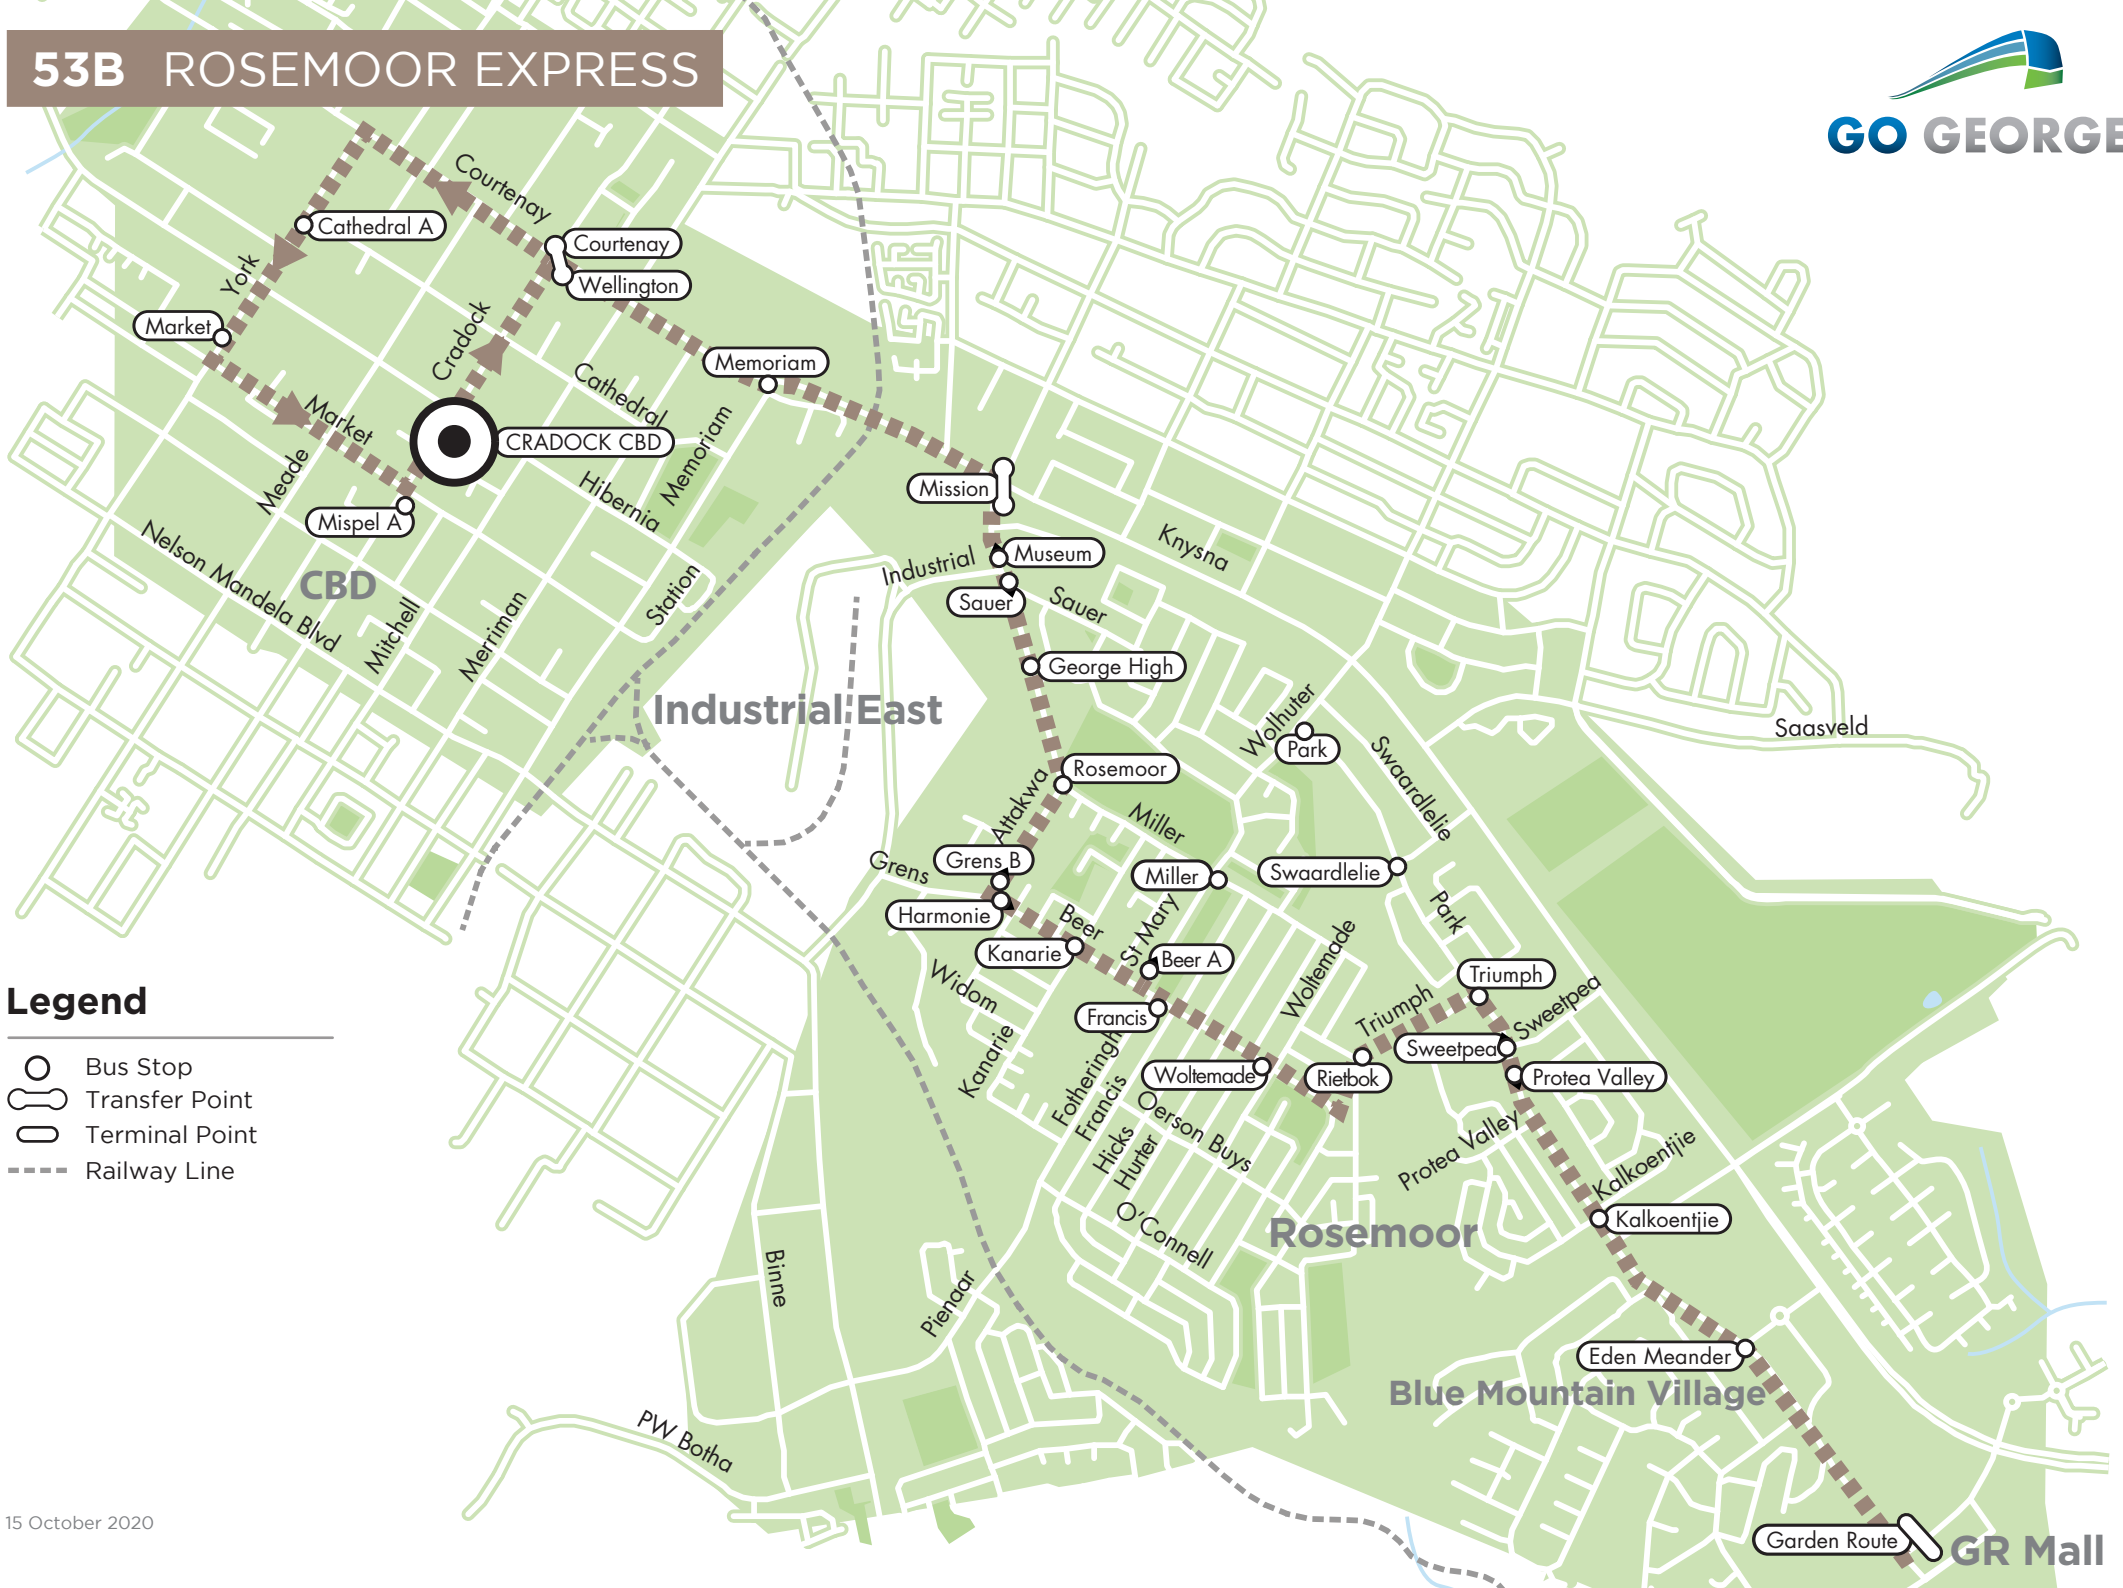 53B ROSEMOOR EXPRESS
GO GEORGE
Courtenay
Cathedral A
Courtenay
York
Wellington
Market
Cradock
Memoriam
Cathedral
Market
Memoriam
CRADOCK CBD
Meade
Hibernia
Mission
Mispel A
Knysna
Nelson Mandela Blvd
CBD
Industrial
Museum
Station
Sauer
Sauer
Mitchell
Merriman
George High
Industrial East
Wolhuter
Park
Saasveld
Swaardlelie
Rosemoor
Attakwa
Miller
Grens B
Grens
Miller
Swaardlelie
Harmonie
Beer
St Mary
Park
Kanarie
Beer A
Woltemade
Widom
Triumph
Legend
Francis
Triumph
Sweetpea
Kanarie
Fotheringh
Sweetpea
Bus Stop
Woltemade
Rietbok
Protea Valley
Transfer Point
Francis
Oerson Buys
Terminal Point
Hicks
Hurter
Protea Valley
Kalkoentjie
Railway Line
O'Connell
Rosemoor
Kalkoentjie
Binne
Pienaar
Eden Meander
Blue Mountain Village
PW Botha
15 October 2020
Garden Route
GR Mall